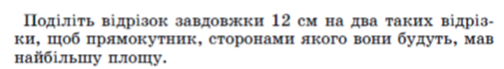 Поділіть відрізок завдовжки 12 см на два таких відріз-
ки, щоб прямокутник, сторонами якого вони будуть, мав
найбільшу площу.